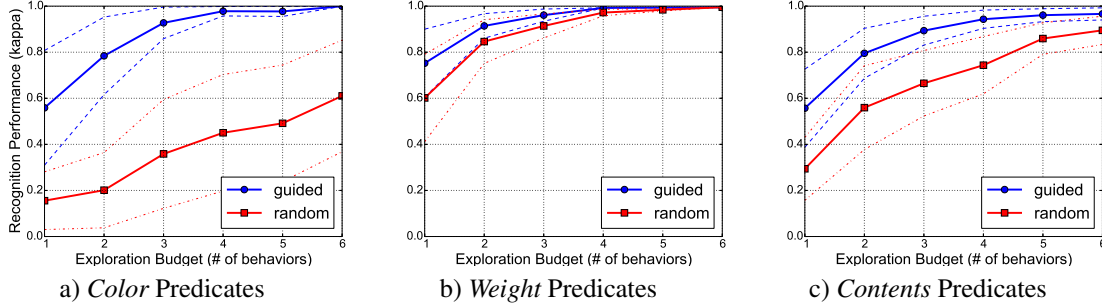 Recognition Performance (kappa)
1.0
0.8
0.6
0.4
0.2
0.0
1 2 3 4 5 6
guided
random
Exploration Budget (# of behaviors)
a) Color Predicates
1.0
0.8
0.6
0.4
0.2
0.0
1 2 3 4 5 6
guided
random
Exploration Budget (# of behaviors)
b) Weight Predicates
1.0
0.8
0.6
0.4
0.2
0.0
1 2 3 4 5 6
guided
random
Exploration Budget (# of behaviors)
c) Contents Predicates